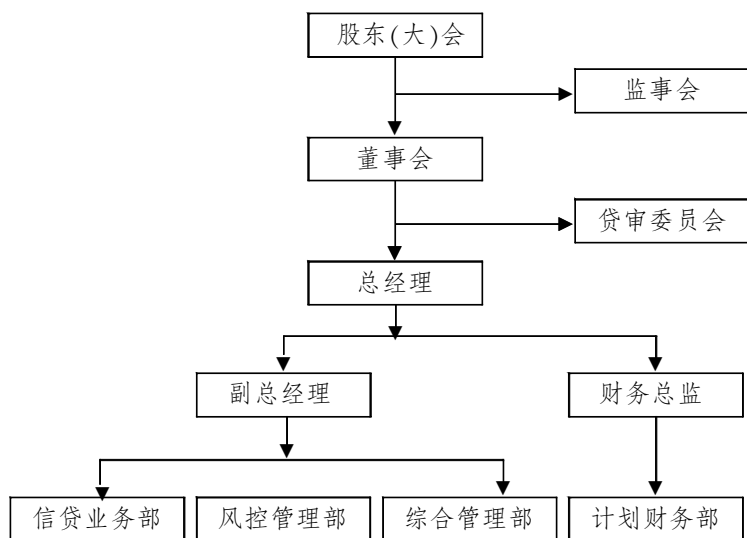 股东(大)会
监事会
董事会
贷审委员会
总经理
副总经理
财务总监
信贷业务部
风控管理部
综合管理部
计划财务部